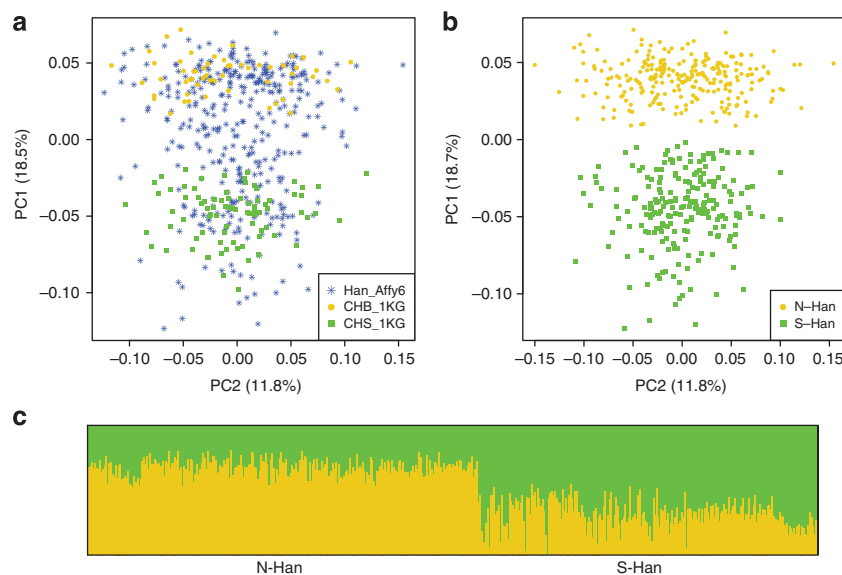 a
0.05
0.00
−0.05
−0.10
PC1 (18.5%)
Han_Affy6
CHB_1KG
CHS_1KG
−0.10 −0.05 0.00 0.05 0.10 0.15
PC2 (11.8%)
b
0.05
0.00
−0.05
−0.10
PC1 (18.7%)
N–Han
S–Han
−0.15 −0.10 −0.05 0.00 0.05 0.10 0.15
PC2 (11.8%)
c
N-Han S-Han